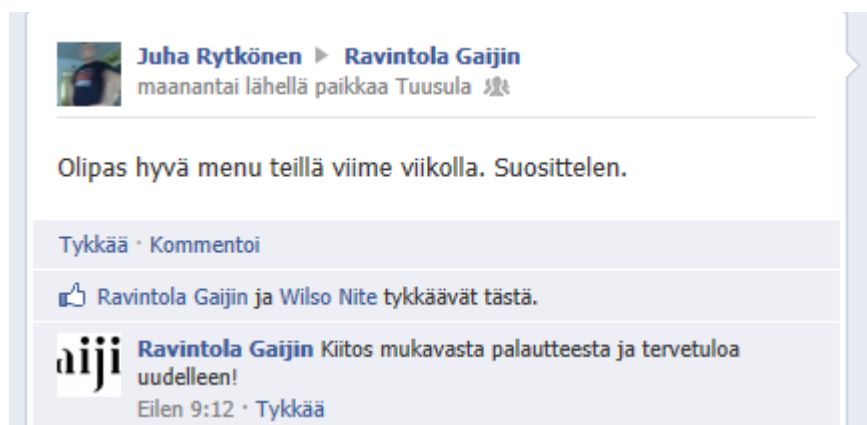 Juha Rytkönen ▶ Ravintola Gaijin
maanantai lähellä paikkaa Tuusula
Olipas hyvä menu teillä viime viikolla. Suosittelen.
Tykkää · Kommentoi
Ravintola Gaijin ja Wilso Nite tykkäävät tästä.
aiji
Ravintola Gaijin Kiitos mukavasta palautteesta ja tervetuloa
uudelleen!
Eilen 9:12 · Tykkää